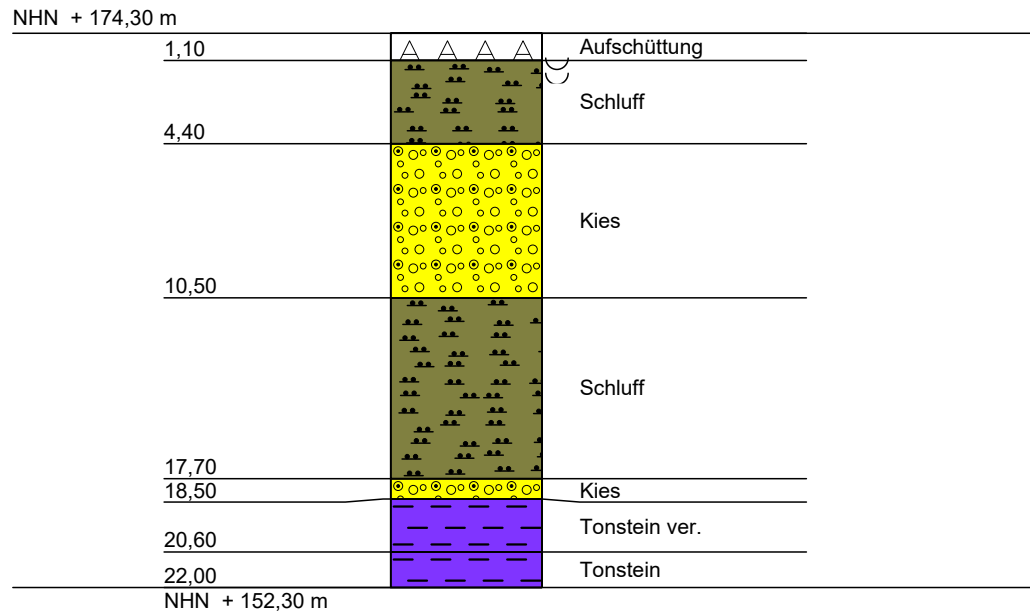 NHN + 174,30 m
1,10
Aufschüttung
Schluff
4,40
Kies
10,50
Schluff
17,70
18,50
Kies
Tonstein ver.
20,60
Tonstein
22,00
NHN + 152,30 m